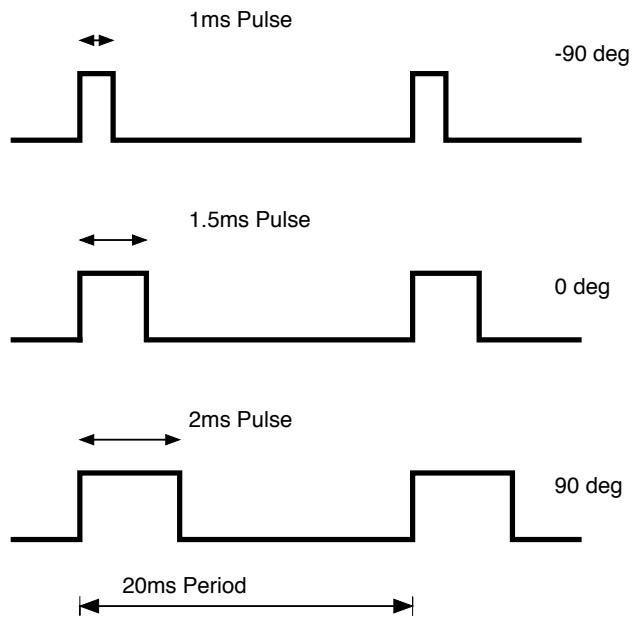 1ms Pulse
-90 deg
1.5ms Pulse
0 deg
2ms Pulse
90 deg
20ms Period